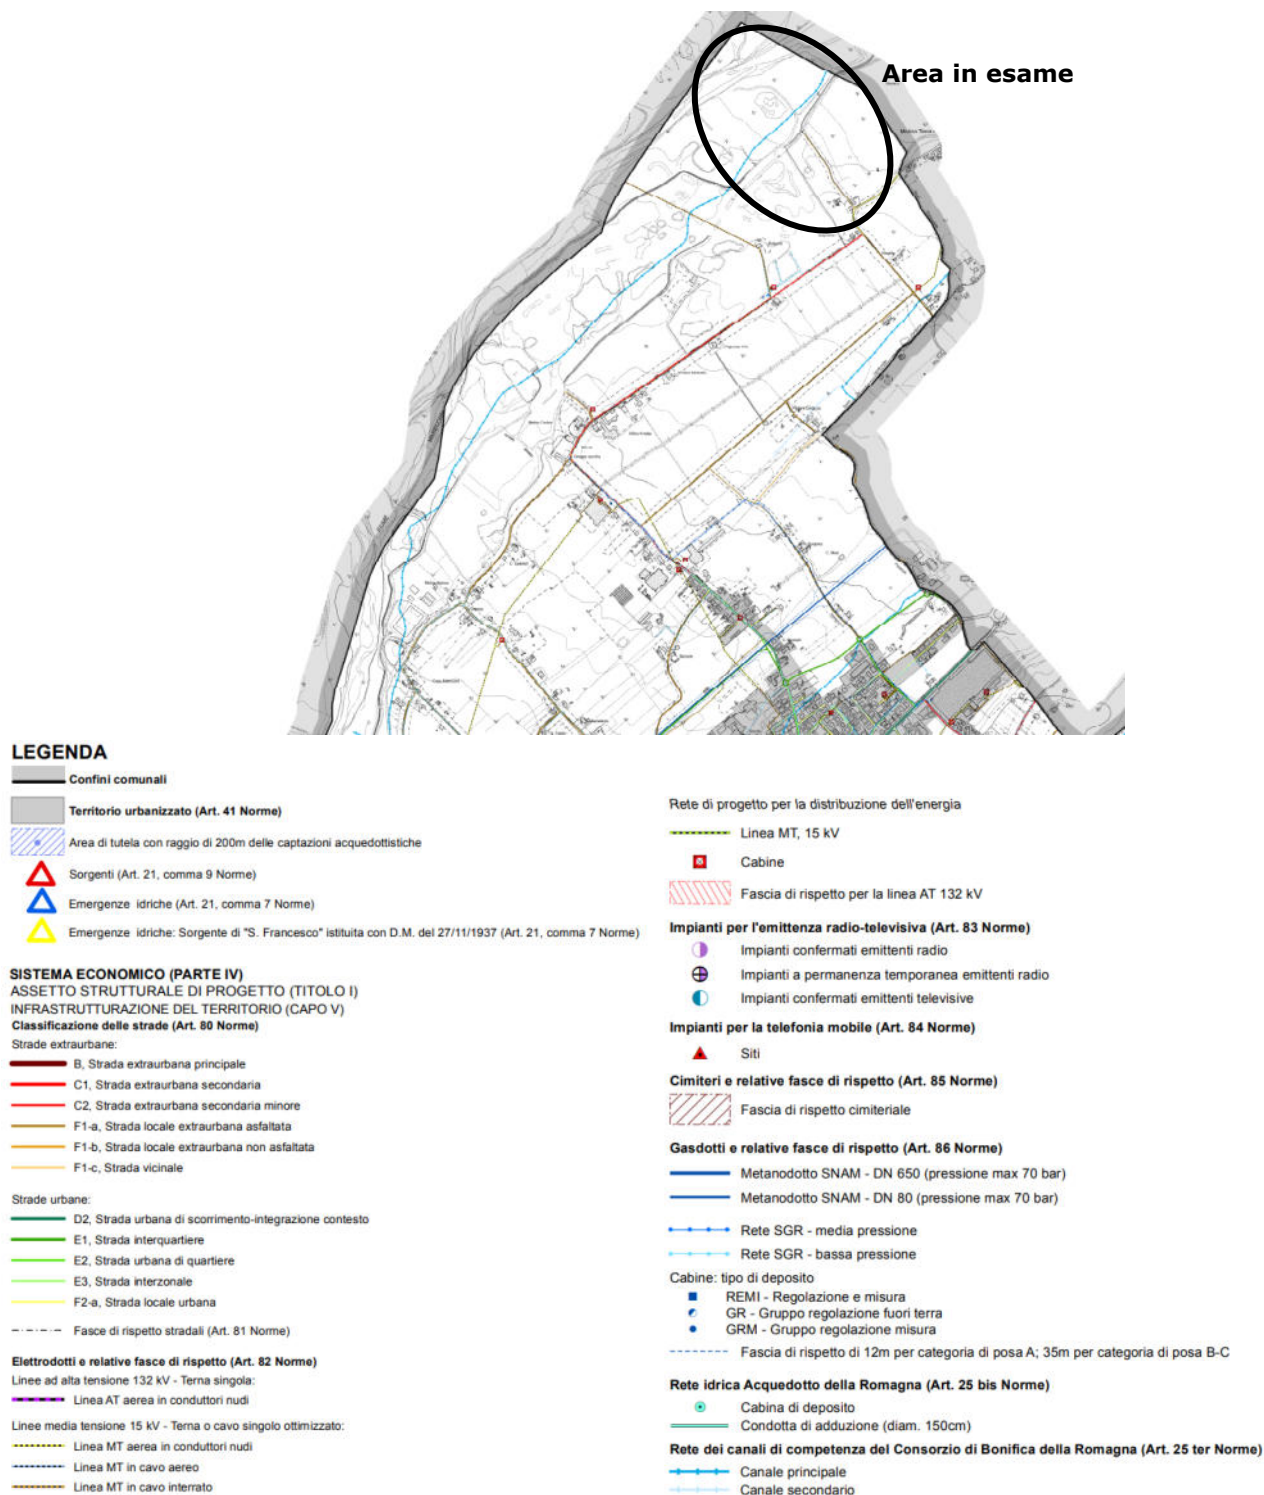 Area in esame
LEGENDA
Confini comunali
Territorio urbanizzato (Art. 41 Norme)
Area di tutela con raggio di 200m delle captazioni acquedottistiche
Sorgenti (Art. 21, comma 9 Norme)
Emergenze idriche (Art. 21, comma 7 Norme)
Emergenze idriche: Sorgente di "S. Francesco" istituita con D.M. del 27/11/1937 (Art. 21, comma 7 Norme)
SISTEMA ECONOMICO (PARTE IV)
ASSETTO STRUTTURALE DI PROGETTO (TITOLO I)
INFRASTRUTTURAZIONE DEL TERRITORIO (CAPO V)
Classificazione delle strade (Art. 80 Norme)
Strade extraurbane:
B, Strada extraurbana principale
C1, Strada extraurbana secondaria
C2, Strada extraurbana secondaria minore
F1-a, Strada locale extraurbana asfaltata
F1-b, Strada locale extraurbana non asfaltata
F1-c, Strada vicinale
Strade urbane:
D2, Strada urbana di scorrimento-integrazione contesto
E1, Strada interquartiere
E2, Strada urbana di quartiere
E3, Strada interzonale
F2-a, Strada locale urbana
Fasce di rispetto stradali (Art. 81 Norme)
Elettrodotti e relative fasce di rispetto (Art. 82 Norme)
Linee ad alta tensione 132 kV - Terna singola:
Linea AT aerea in conduttori nudi
Linee media tensione 15 kV - Terna o cavo singolo ottimizzato:
Linea MT aerea in conduttori nudi
Linea MT in cavo aereo
Linea MT in cavo interrato
Rete di progetto per la distribuzione dell'energia
Linea MT, 15 kV
Cabine
Fascia di rispetto per la linea AT 132 kV
Impianti per l'emittenza radio-televisiva (Art. 83 Norme)
Impianti confermati emittenti radio
Impianti a permanenza temporanea emittenti radio
Impianti confermati emittenti televisive
Impianti per la telefonia mobile (Art. 84 Norme)
Siti
Cimiteri e relative fasce di rispetto (Art. 85 Norme)
Fascia di rispetto cimiteriale
Gasdotti e relative fasce di rispetto (Art. 86 Norme)
Metanodotto SNAM - DN 650 (pressione max 70 bar)
Metanodotto SNAM - DN 80 (pressione max 70 bar)
Rete SGR - media pressione
Rete SGR - bassa pressione
Cabine: tipo di deposito
REMI - Regolazione e misura
GR - Gruppo regolazione fuori terra
GRM - Gruppo regolazione misura
Fascia di rispetto di 12m per categoria di posa A; 35m per categoria di posa B-C
Rete idrica Acquedotto della Romagna (Art. 25 bis Norme)
Cabina di deposito
Condotta di adduzione (diam. 150cm)
Rete dei canali di competenza del Consorzio di Bonifica della Romagna (Art. 25 ter Norme)
Canale principale
Canale secondario